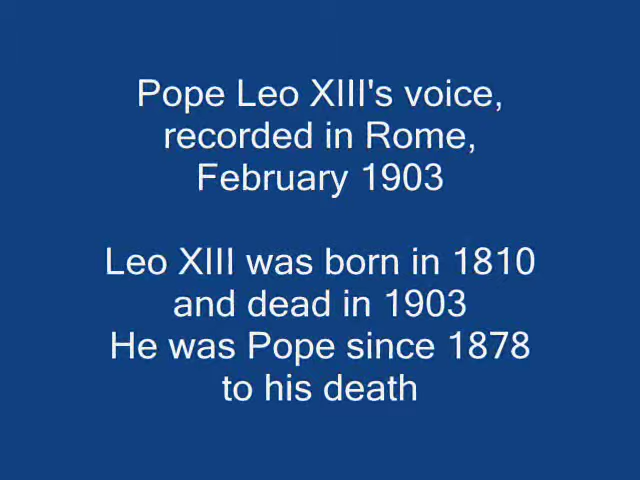 Pope Leo XIII's voice,
recorded in Rome,
February 1903
Leo XIII was born in 1810
and dead in 1903
He was Pope since 1878
to his death